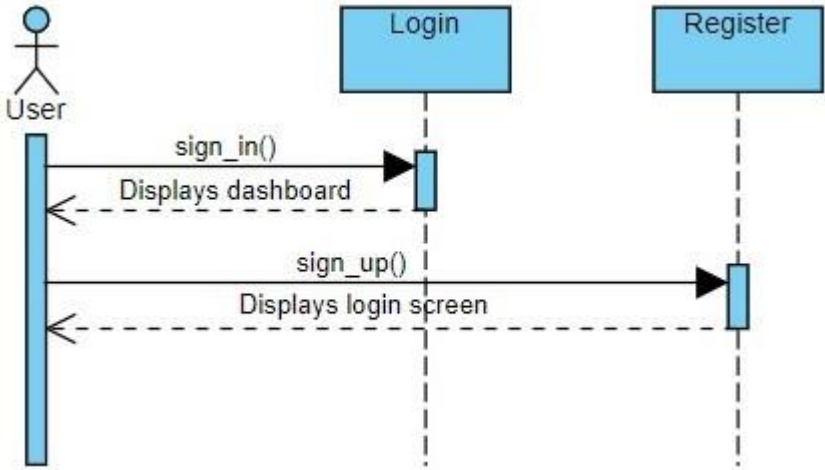 Login
Register
User
sign_in()
Displays dashboard
sign_up()
Displays login screen